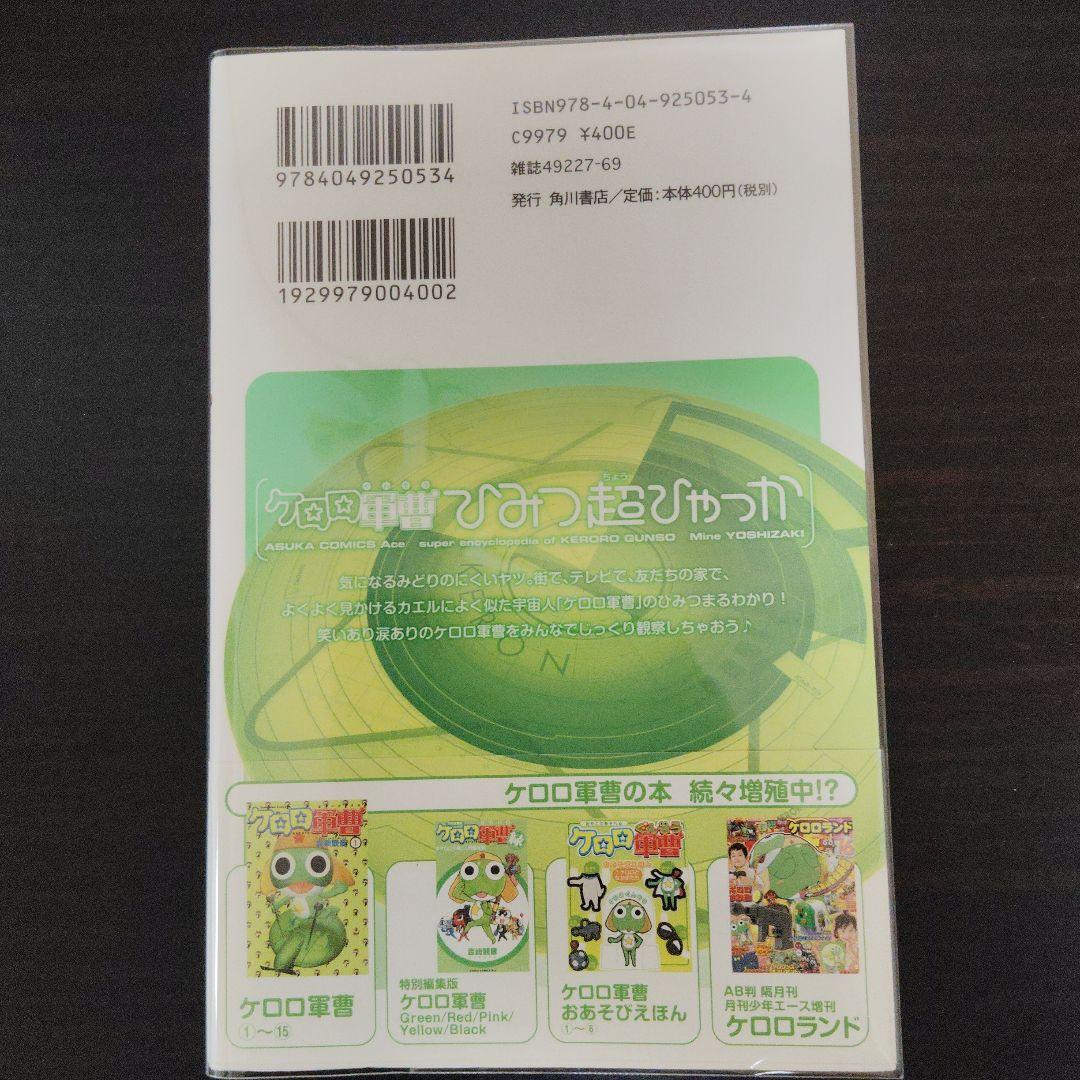 ISBN978-4-04-925053-4
C9979 ¥400E
雑誌49227-69
発行 角川書店/定価:本体400円(税別)
9784049250534
1929979004002
ケロロ軍曹 ひみつ超ひゃっか
ちょう
ASUKA COMICS Ace super encyclopedia of KERORO GUNSO Mine YOSHIZAKI
気になるみどりのにくいヤツ。街で、テレビで、友だちの家で、
よくよく見かけるカエルによく似た宇宙人「ケロロ軍曹」のひみつまるわかり!
笑いあり涙ありのケロロ軍曹をみんなでじっくり観察しちゃおう♪
ケロロ軍曹の本 続々増殖中!?
ケロロ軍曹
①
ケロロ軍曹
①〜⑮
ケロロ軍曹
吉崎観音
特別編集版
ケロロ軍曹
Green/Red/Pink/
Yellow/Black
ケロロ軍曹
ケロロ軍曹
おあそびえほん
①〜⑥
ケロロランド
AB判 隔月刊
月刊少年エース増刊
ケロロランド